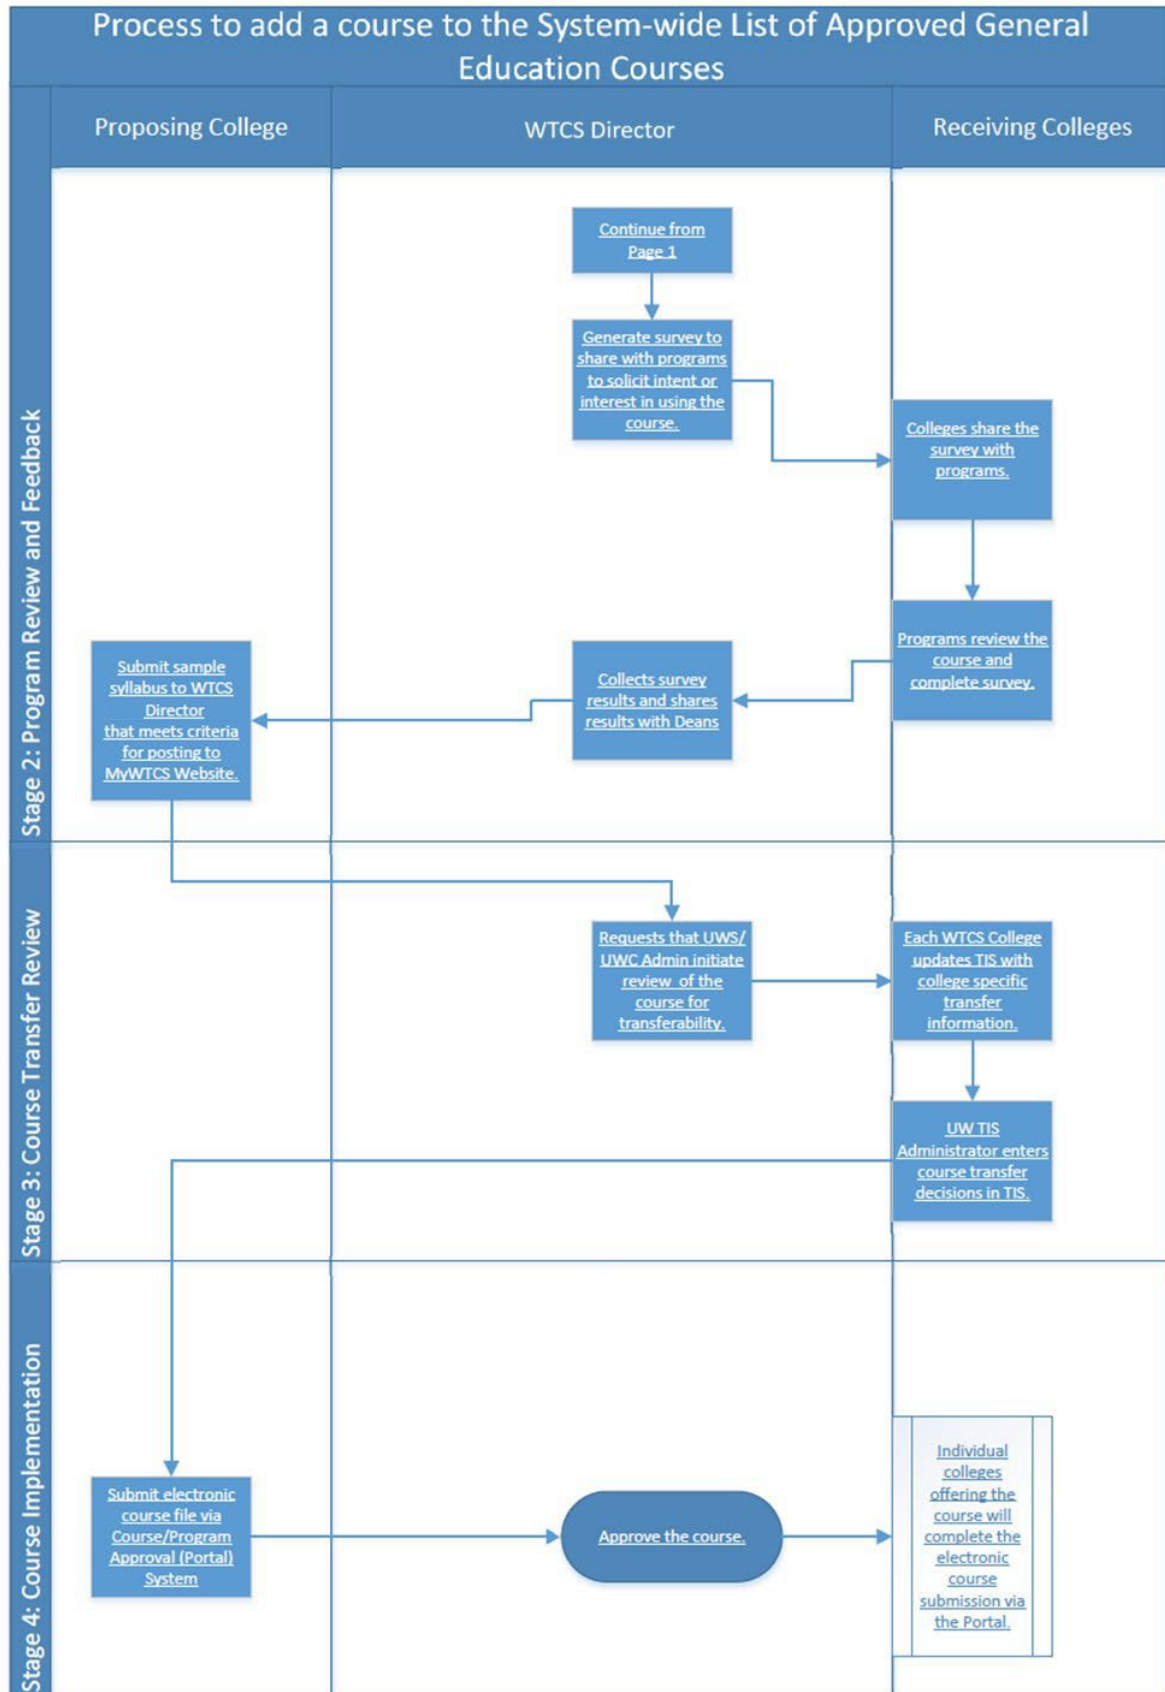 Process to add a course to the System-wide List of Approved General
Education Courses
Proposing College
WTCS Director
Receiving Colleges
Stage 2: Program Review and Feedback
Continue from
Page 1
Generate survey to
share with programs
to solicit intent or
interest in using the
course.
Colleges share the
survey with
programs.
Programs review the
course and
complete survey.
Collects survey
results and shares
results with Deans
Submit sample
syllabus to WTCS
Director
that meets criteria
for posting to
MyWTCS Website.
Stage 3: Course Transfer Review
Requests that UWS/
UWC Admin initiate
review of the
course for
transferability.
Each WTCS College
updates TIS with
college specific
transfer
information.
UW TIS
Administrator enters
course transfer
decisions in TIS.
Stage 4: Course Implementation
Submit electronic
course file via
Course/Program
Approval (Portal)
System
Approve the course.
Individual
colleges
offering the
course will
complete the
electronic
course
submission via
the Portal.